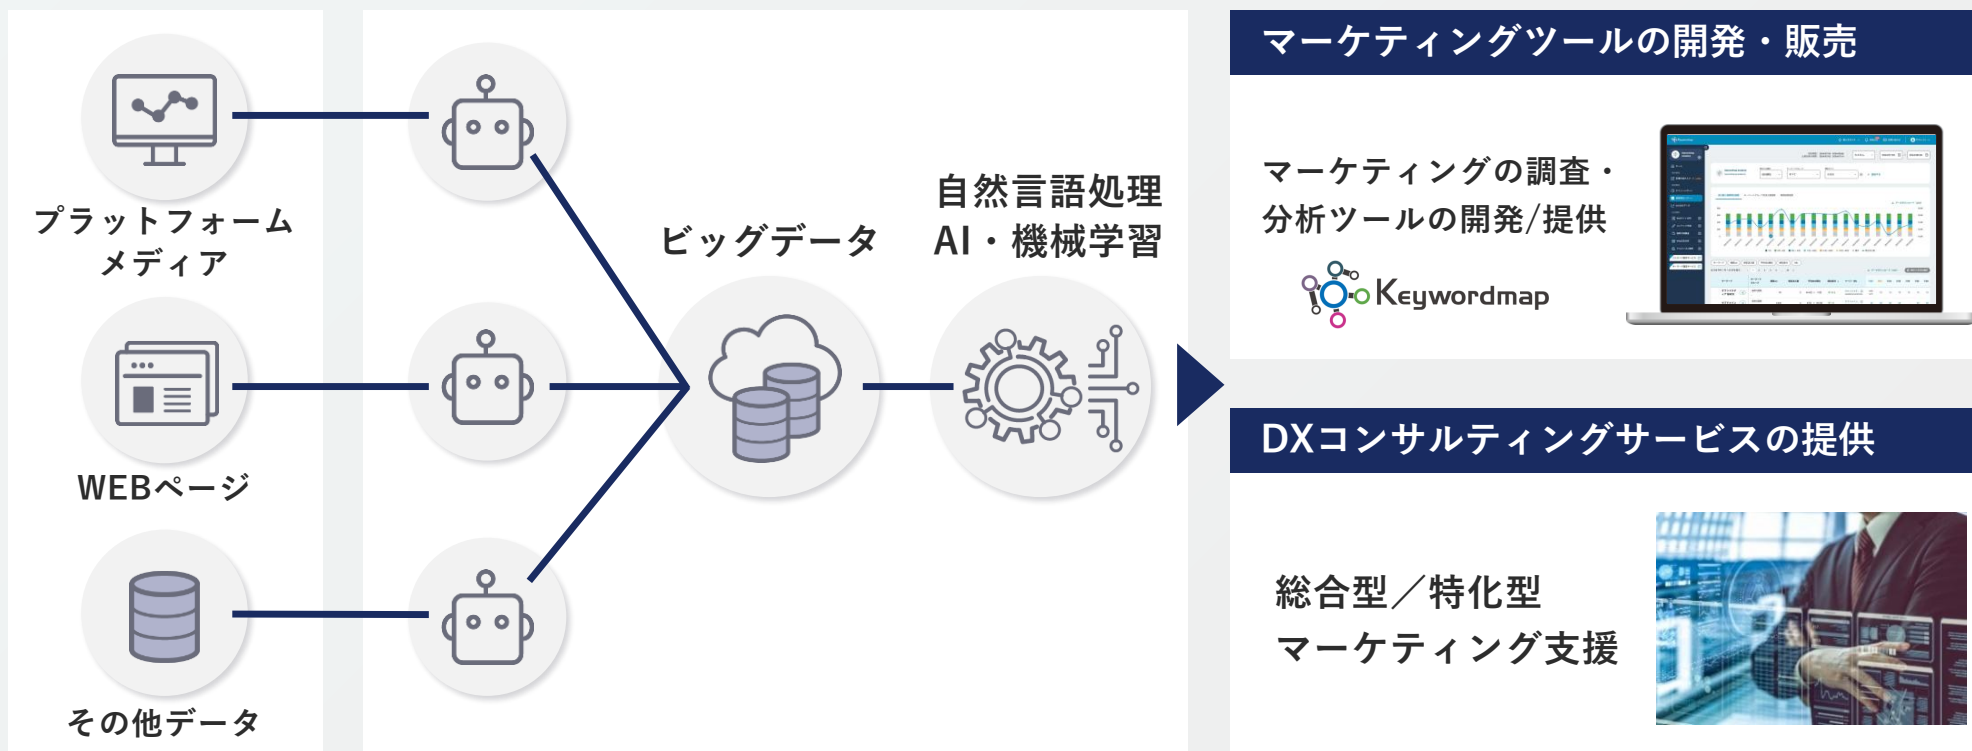 プラットフォーム
メディア
WEBページ
その他データ
ビッグデータ
自然言語処理
AI・機械学習
マーケティングツールの開発・販売
マーケティングの調査・
分析ツールの開発/提供
Keywordmap
DXコンサルティングサービスの提供
総合型／特化型
マーケティング支援